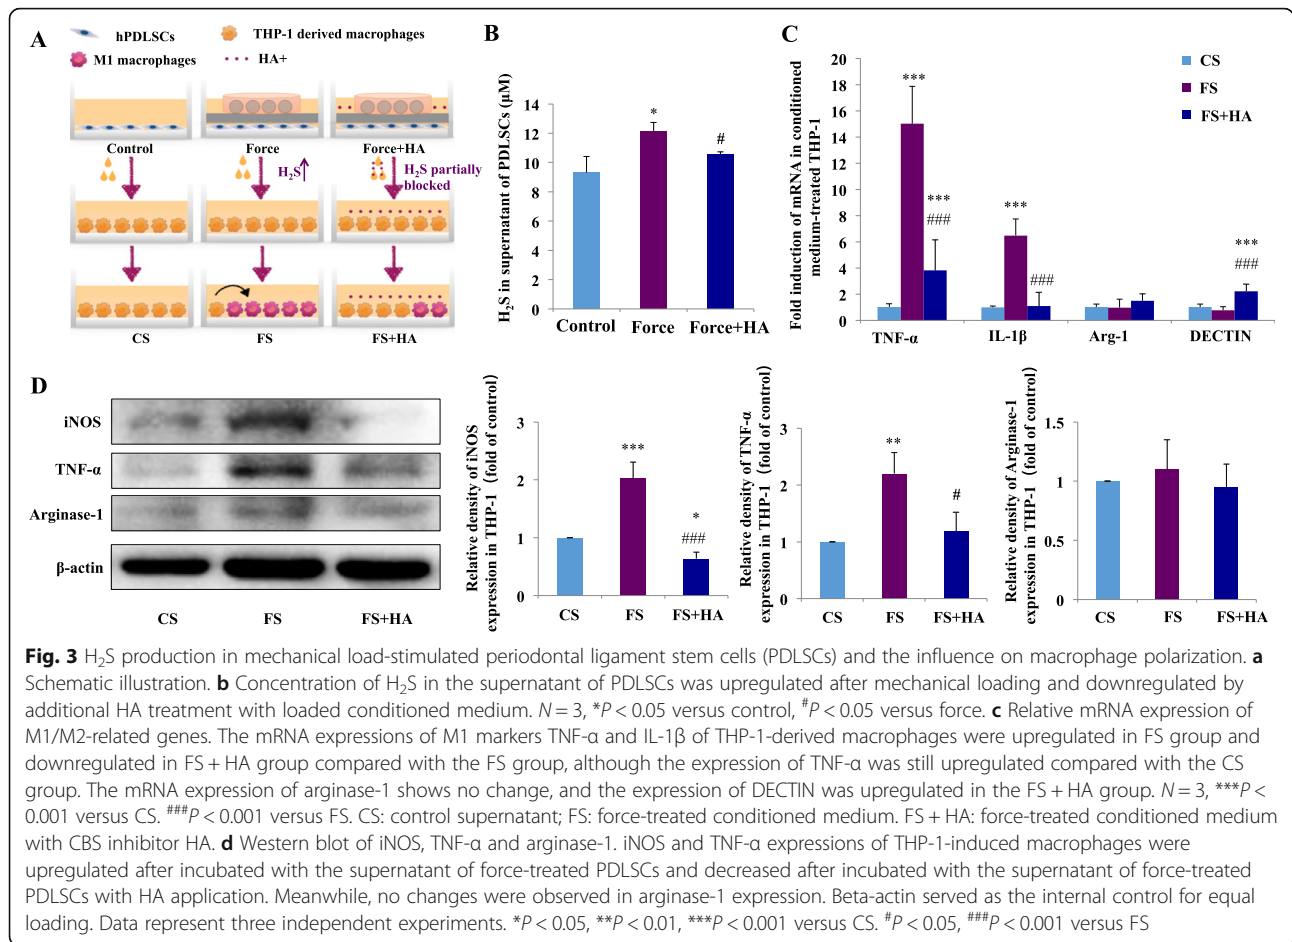 A
hPDLSCs
THP-1 derived macrophages
M1 macrophages
HA+
Control
Force
Force+HA
H₂S
H₂S partially
blocked
CS
FS
FS+HA
B
H₂S in supernatant of PDLSCs (μM)
14
12
10
8
6
4
2
0
*
#
Control
Force
Force+HA
C
Fold induction of mRNA in conditioned
medium-treated THP-1
20
18
16
14
12
10
8
6
4
2
0
***
***
###
***
###
***
###
TNF-α
IL-1β
Arg-1
DECTIN
CS
FS
FS+HA
D
iNOS
TNF-α
Arginase-1
β-actin
CS
FS
FS+HA
Relative density of iNOS
expression in THP-1 (fold of control)
3
2
1
0
***
*
###
CS
FS
FS+HA
Relative density of TNF-α
expression in THP-1 (fold of control)
3
2
1
0
**
#
CS
FS
FS+HA
Relative density of Arginase-1
expression in THP-1 (fold of control)
1.5
1
0.5
0
CS
FS
FS+HA
Fig. 3 H₂S production in mechanical load-stimulated periodontal ligament stem cells (PDLSCs) and the influence on macrophage polarization. a
Schematic illustration. b Concentration of H₂S in the supernatant of PDLSCs was upregulated after mechanical loading and downregulated by
additional HA treatment with loaded conditioned medium. N = 3, *P < 0.05 versus control, #P < 0.05 versus force. c Relative mRNA expression of
M1/M2-related genes. The mRNA expressions of M1 markers TNF-α and IL-1β of THP-1-derived macrophages were upregulated in FS group and
downregulated in FS + HA group compared with the FS group, although the expression of TNF-α was still upregulated compared with the CS
group. The mRNA expression of arginase-1 shows no change, and the expression of DECTIN was upregulated in the FS + HA group. N = 3, ***P <
0.001 versus CS. ###P < 0.001 versus FS. CS: control supernatant; FS: force-treated conditioned medium. FS + HA: force-treated conditioned medium
with CBS inhibitor HA. d Western blot of iNOS, TNF-α and arginase-1. iNOS and TNF-α expressions of THP-1-induced macrophages were
upregulated after incubated with the supernatant of force-treated PDLSCs and decreased after incubated with the supernatant of force-treated
PDLSCs with HA application. Meanwhile, no changes were observed in arginase-1 expression. Beta-actin served as the internal control for equal
loading. Data represent three independent experiments. *P < 0.05, **P < 0.01, ***P < 0.001 versus CS. #P < 0.05, ###P < 0.001 versus FS